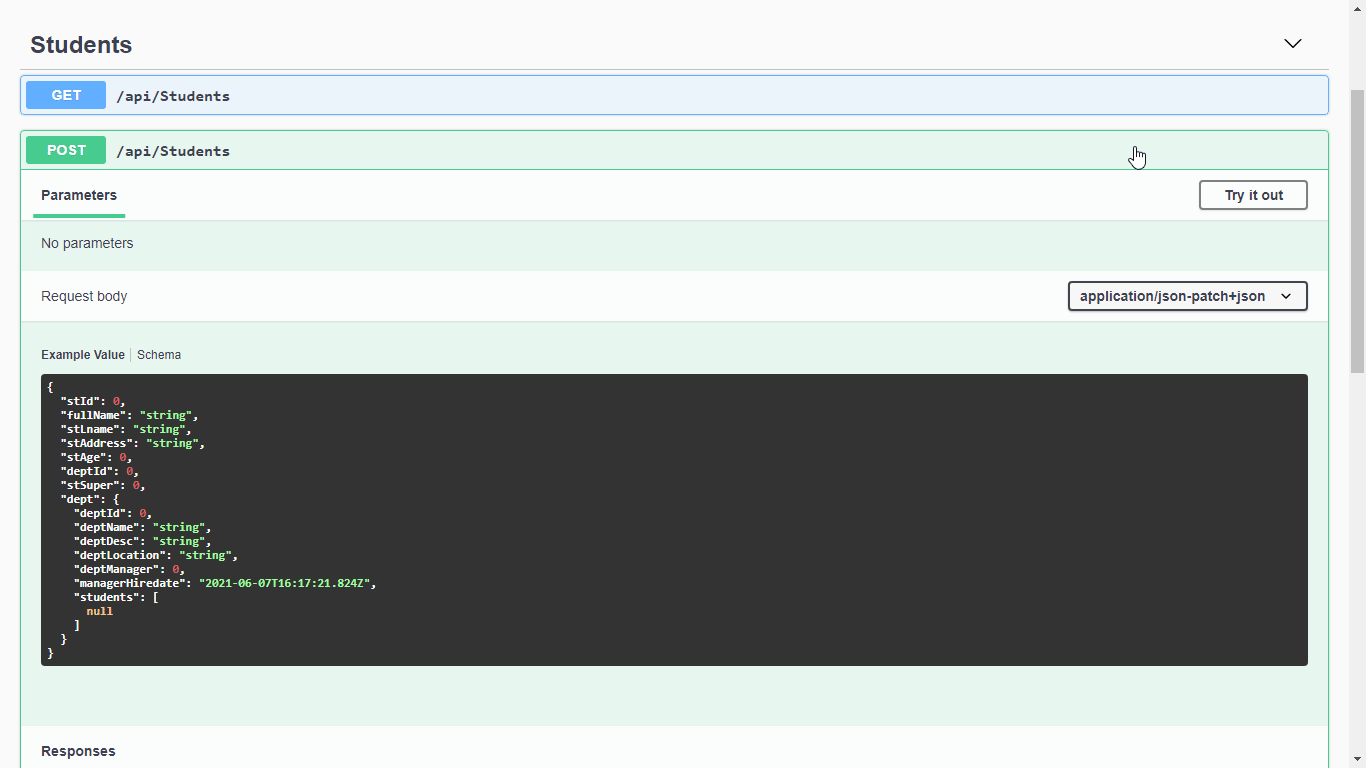 Students
GET /api/Students
POST /api/Students
Parameters Try it out
No parameters
Request body application/json-patch+json
Example Value Schema
{
  "stId": 0,
  "fullName": "string",
  "stLname": "string",
  "stAddress": "string",
  "stAge": 0,
  "deptId": 0,
  "stSuper": 0,
  "dept": {
    "deptId": 0,
    "deptName": "string",
    "deptDesc": "string",
    "deptLocation": "string",
    "deptManager": 0,
    "managerHiredate": "2021-06-07T16:17:21.824Z",
    "students": [
      null
    ]
  }
}
Responses